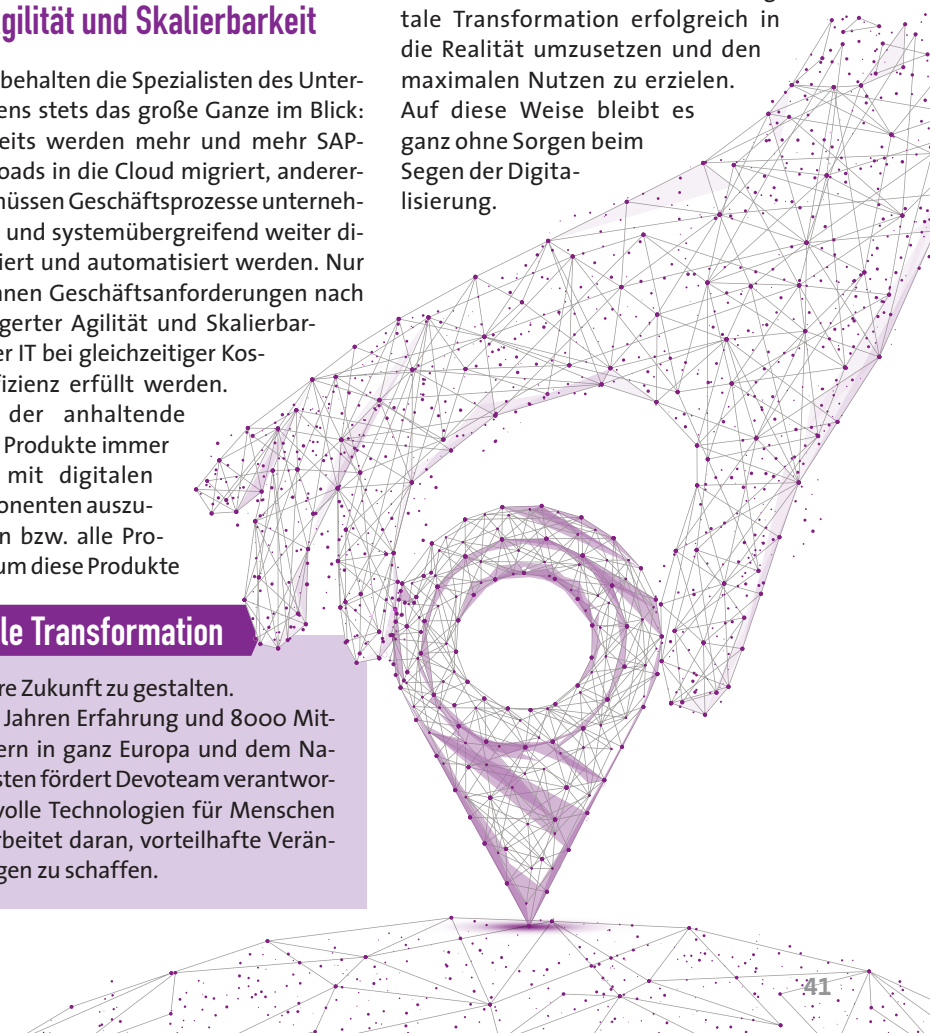 gilität und Skalierbarkeit
behalten die Spezialisten des Unter-
ens stets das große Ganze im Blick:
eits werden mehr und mehr SAP-
oads in die Cloud migriert, anderer-
nüssen Geschäftsprozesse unterneh-
und systemübergreifend weiter di-
iert und automatisiert werden. Nur
nnen Geschäftsanforderungen nach
gerter Agilität und Skalierbar-
er IT bei gleichzeitiger Kos-
fizienz erfüllt werden.
der anhaltende
Produkte immer
mit digitalen
onenten auszu-
n bzw. alle Pro-
um diese Produkte
tale Transformation erfolgreich in
die Realität umzusetzen und den
maximalen Nutzen zu erzielen.
Auf diese Weise bleibt es
ganz ohne Sorgen beim
Segen der Digita-
lisierung.
le Transformation
re Zukunft zu gestalten.
Jahren Erfahrung und 8000 Mit-
ern in ganz Europa und dem Na-
sten fördert Devoteam verantwor-
volle Technologien für Menschen
rbeitet daran, vorteilhafte Verän-
gen zu schaffen.
41